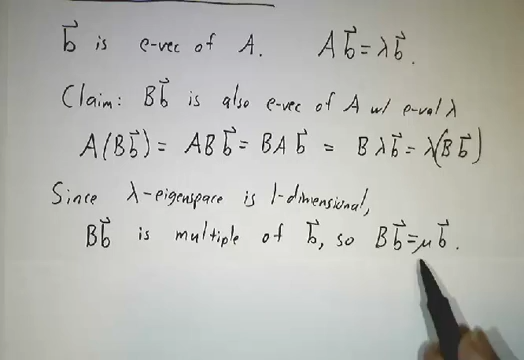 b⃗ is e-vec of A. Ab⃗ = λb⃗.
Claim: Bb⃗ is also e-vec of A w/ e-val λ
A(Bb⃗) = ABb⃗ = BAb⃗ = Bλb⃗ = λ(Bb⃗)
Since λ-eigenspace is 1-dimensional,
Bb⃗ is multiple of b⃗, so Bb⃗ = μb⃗.